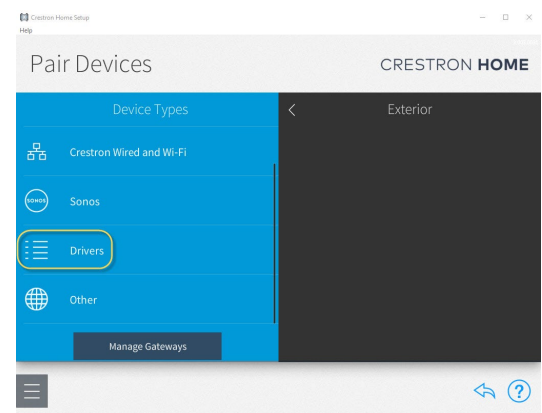 Crestron Home Setup
Help
Pair Devices
CRESTRON HOME
Device Types
Exterior
Crestron Wired and Wi-Fi
SONOS
Sonos
Drivers
Other
Manage Gateways
?